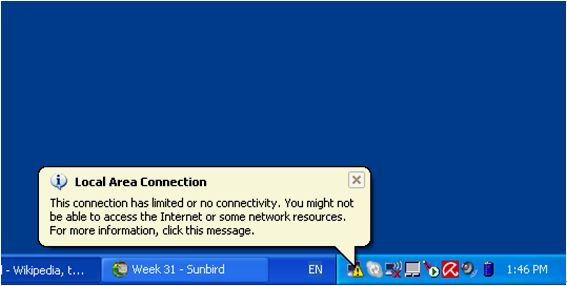 Local Area Connection
This connection has limited or no connectivity. You might not
be able to access the Internet or some network resources.
For more information, click this message.
- Wikipedia, t...
Week 31 - Sunbird
EN
1:46 PM